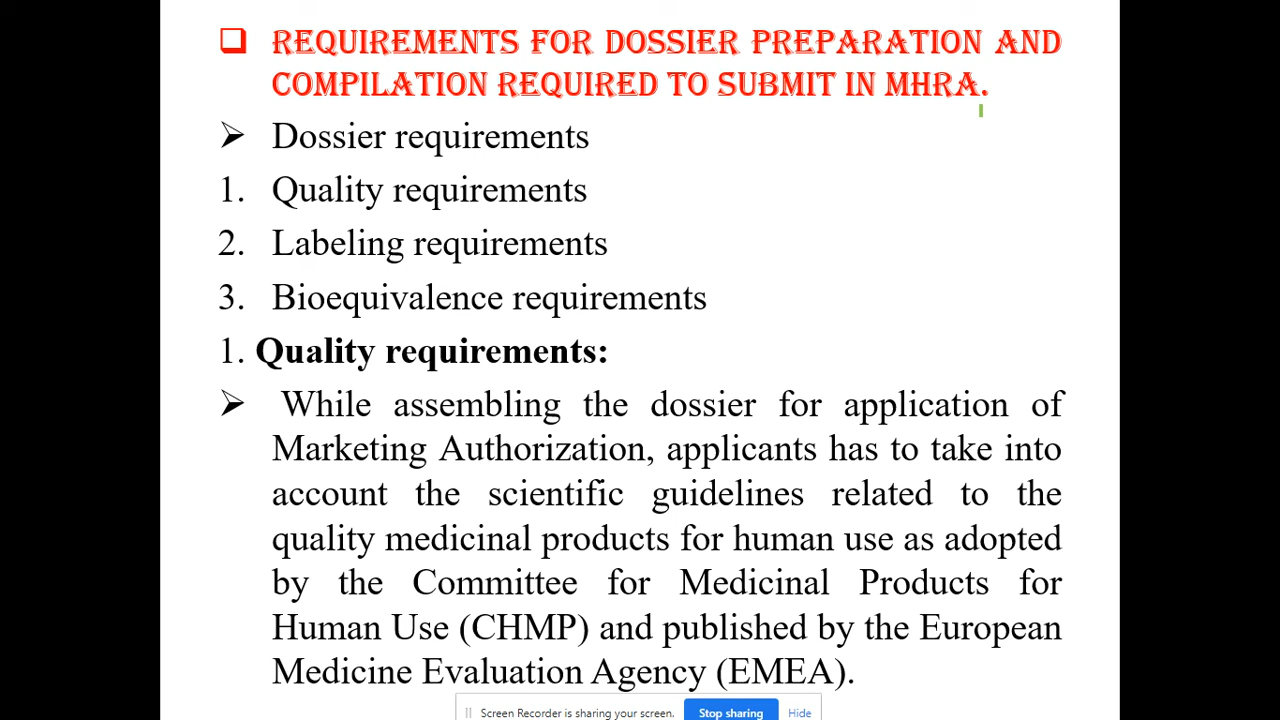 REQUIREMENTS FOR DOSSIER PREPARATION AND
COMPILATION REQUIRED TO SUBMIT IN MHRA.
Dossier requirements
1. Quality requirements
2. Labeling requirements
3. Bioequivalence requirements
1. Quality requirements:
While assembling the dossier for application of
Marketing Authorization, applicants has to take into
account the scientific guidelines related to the
quality medicinal products for human use as adopted
by the Committee for Medicinal Products for
Human Use (CHMP) and published by the European
Medicine Evaluation Agency (EMEA).
Screen Recorder is sharing your screen. Stop sharing Hide